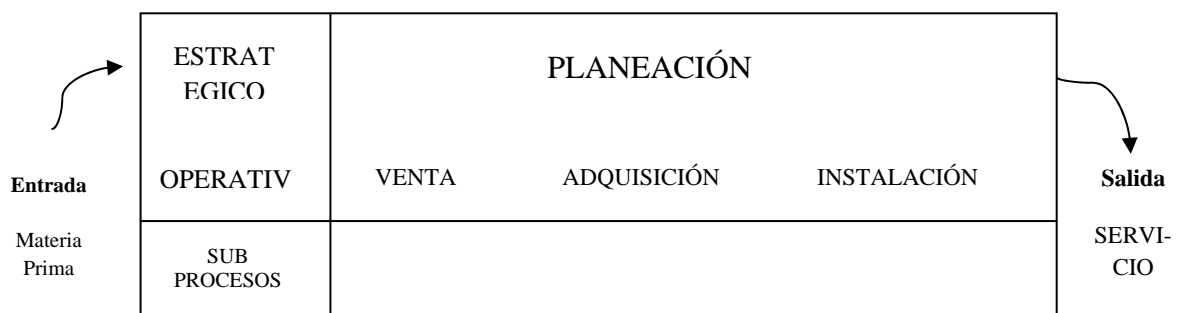 ESTRAT
EGICO
PLANEACIÓN
Entrada
OPERATIV
VENTA
ADQUISICIÓN
INSTALACIÓN
Salida
Materia
Prima
SUB
PROCESOS
SERVI-
CIO